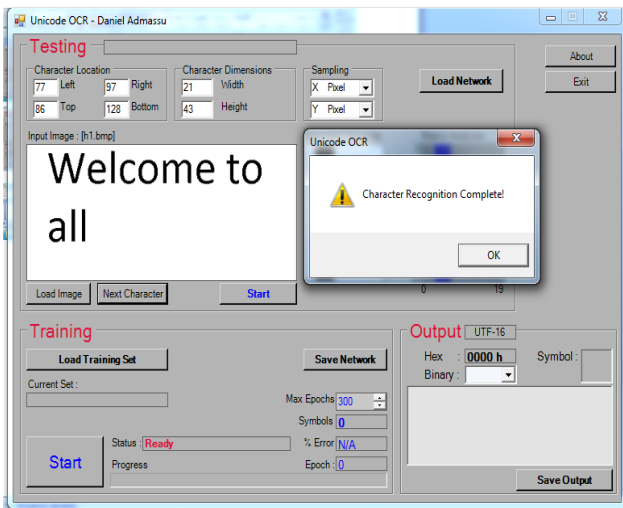 Unicode OCR - Daniel Admassu
Testing
About
Exit
Character Location
77 Left 97 Right
86 Top 128 Bottom
Character Dimensions
21 Width
43 Height
Sampling
X Pixel
Y Pixel
Load Network
Input Image : [h1.bmp]
Welcome to
all
Unicode OCR
Character Recognition Complete!
OK
0 19
Load Image Next Character Start
Training
Load Training Set
Save Network
Current Set :
Max Epochs 300
Symbols 0
Status : Ready
% Error N/A
Start
Progress
Epoch : 0
Output UTF-16
Hex : 0000 h
Symbol :
Binary :
Save Output